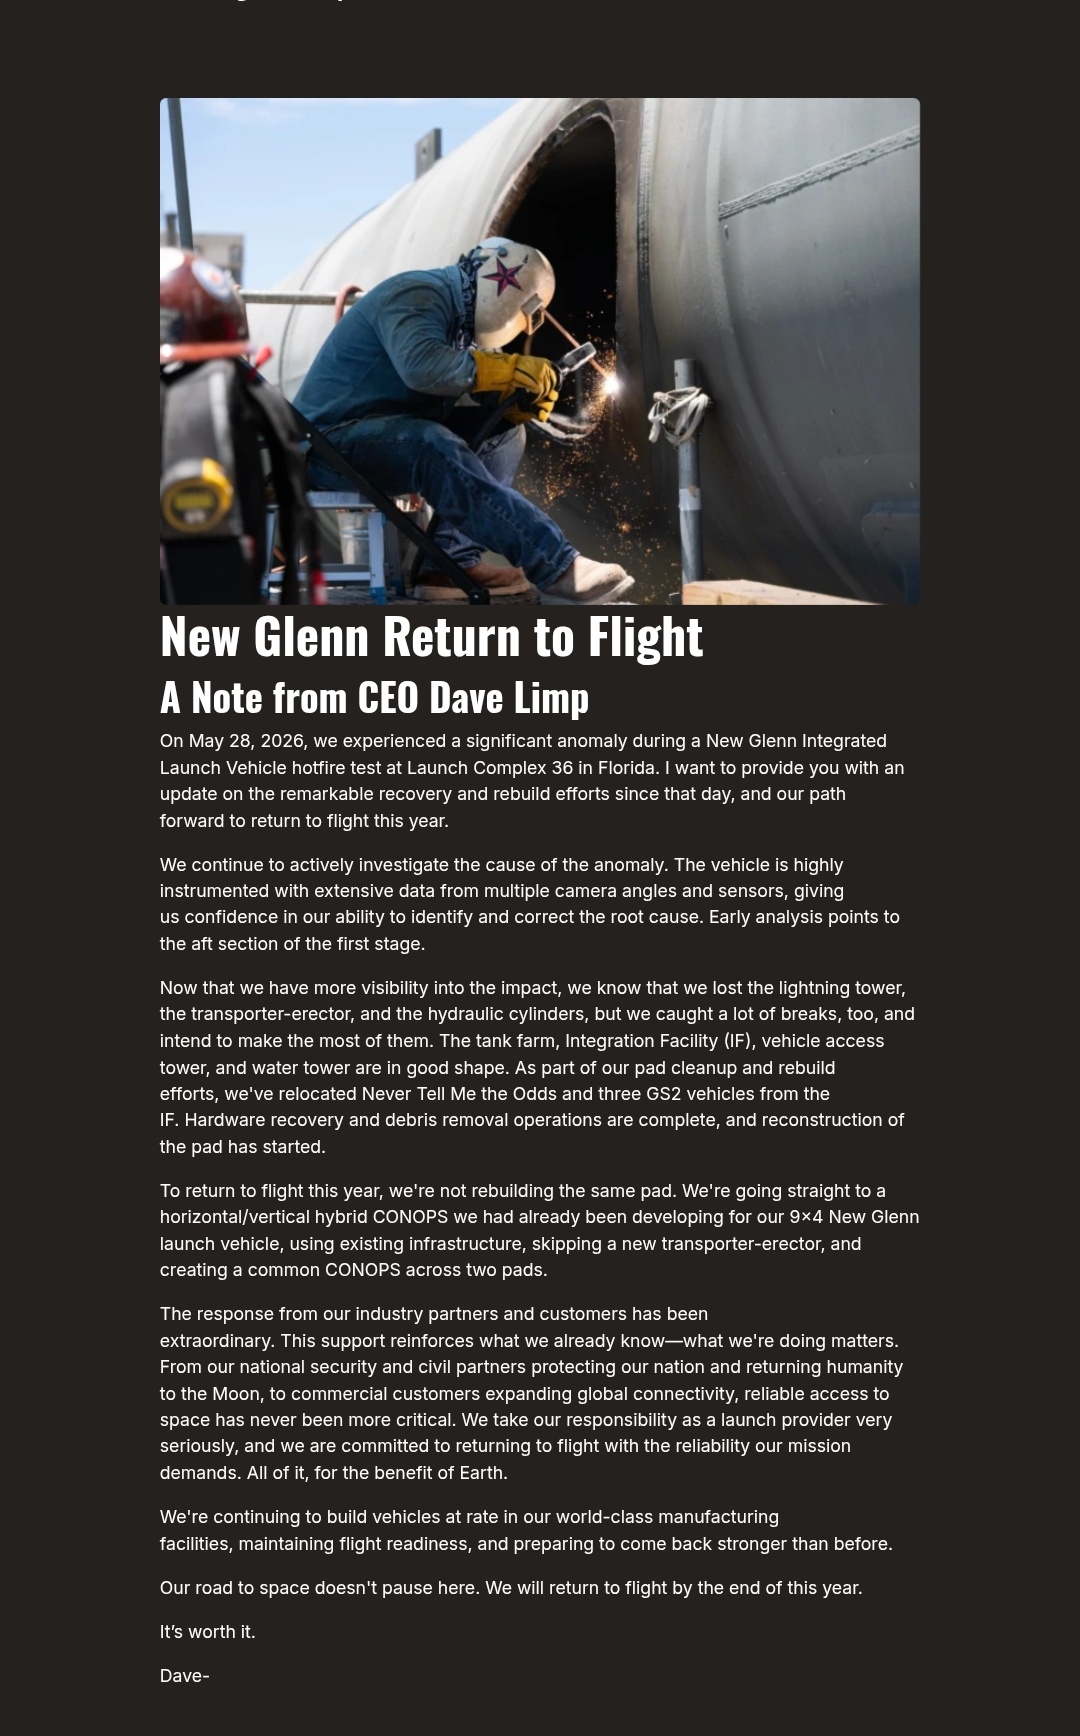 New Glenn Return to Flight
A Note from CEO Dave Limp
On May 28, 2026, we experienced a significant anomaly during a New Glenn Integrated
Launch Vehicle hotfire test at Launch Complex 36 in Florida. I want to provide you with an
update on the remarkable recovery and rebuild efforts since that day, and our path
forward to return to flight this year.
We continue to actively investigate the cause of the anomaly. The vehicle is highly
instrumented with extensive data from multiple camera angles and sensors, giving
us confidence in our ability to identify and correct the root cause. Early analysis points to
the aft section of the first stage.
Now that we have more visibility into the impact, we know that we lost the lightning tower,
the transporter-erector, and the hydraulic cylinders, but we caught a lot of breaks, too, and
intend to make the most of them. The tank farm, Integration Facility (IF), vehicle access
tower, and water tower are in good shape. As part of our pad cleanup and rebuild
efforts, we've relocated Never Tell Me the Odds and three GS2 vehicles from the
IF. Hardware recovery and debris removal operations are complete, and reconstruction of
the pad has started.
To return to flight this year, we're not rebuilding the same pad. We're going straight to a
horizontal/vertical hybrid CONOPS we had already been developing for our 9×4 New Glenn
launch vehicle, using existing infrastructure, skipping a new transporter-erector, and
creating a common CONOPS across two pads.
The response from our industry partners and customers has been
extraordinary. This support reinforces what we already know—what we're doing matters.
From our national security and civil partners protecting our nation and returning humanity
to the Moon, to commercial customers expanding global connectivity, reliable access to
space has never been more critical. We take our responsibility as a launch provider very
seriously, and we are committed to returning to flight with the reliability our mission
demands. All of it, for the benefit of Earth.
We're continuing to build vehicles at rate in our world-class manufacturing
facilities, maintaining flight readiness, and preparing to come back stronger than before.
Our road to space doesn't pause here. We will return to flight by the end of this year.
It’s worth it.
Dave-